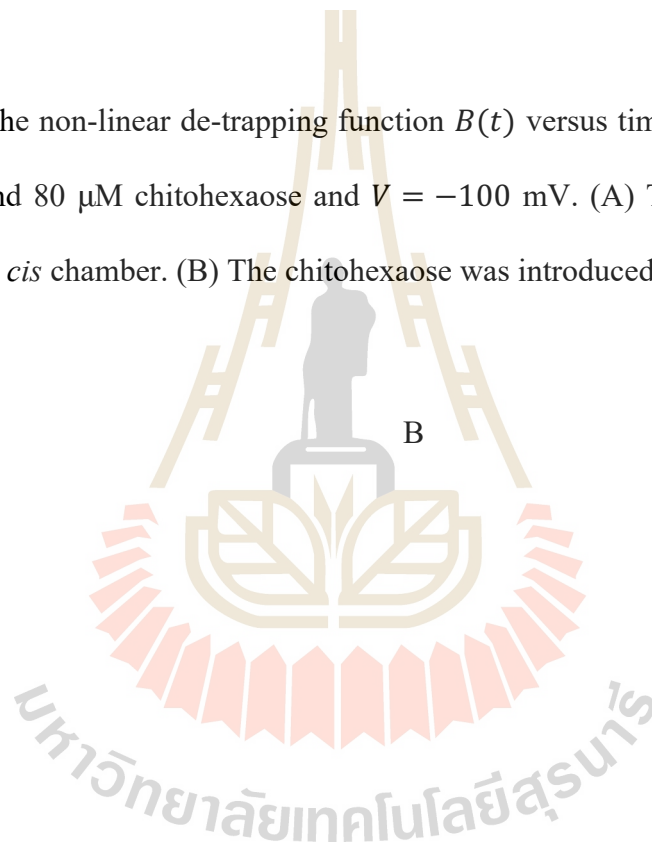 he non-linear de-trapping function B(t) versus tim
nd 80 μM chitohexaose and V = −100 mV. (A) T
cis chamber. (B) The chitohexaose was introduced
B
มหาวิทยาลัยเทคโนโลยีสุรนารี